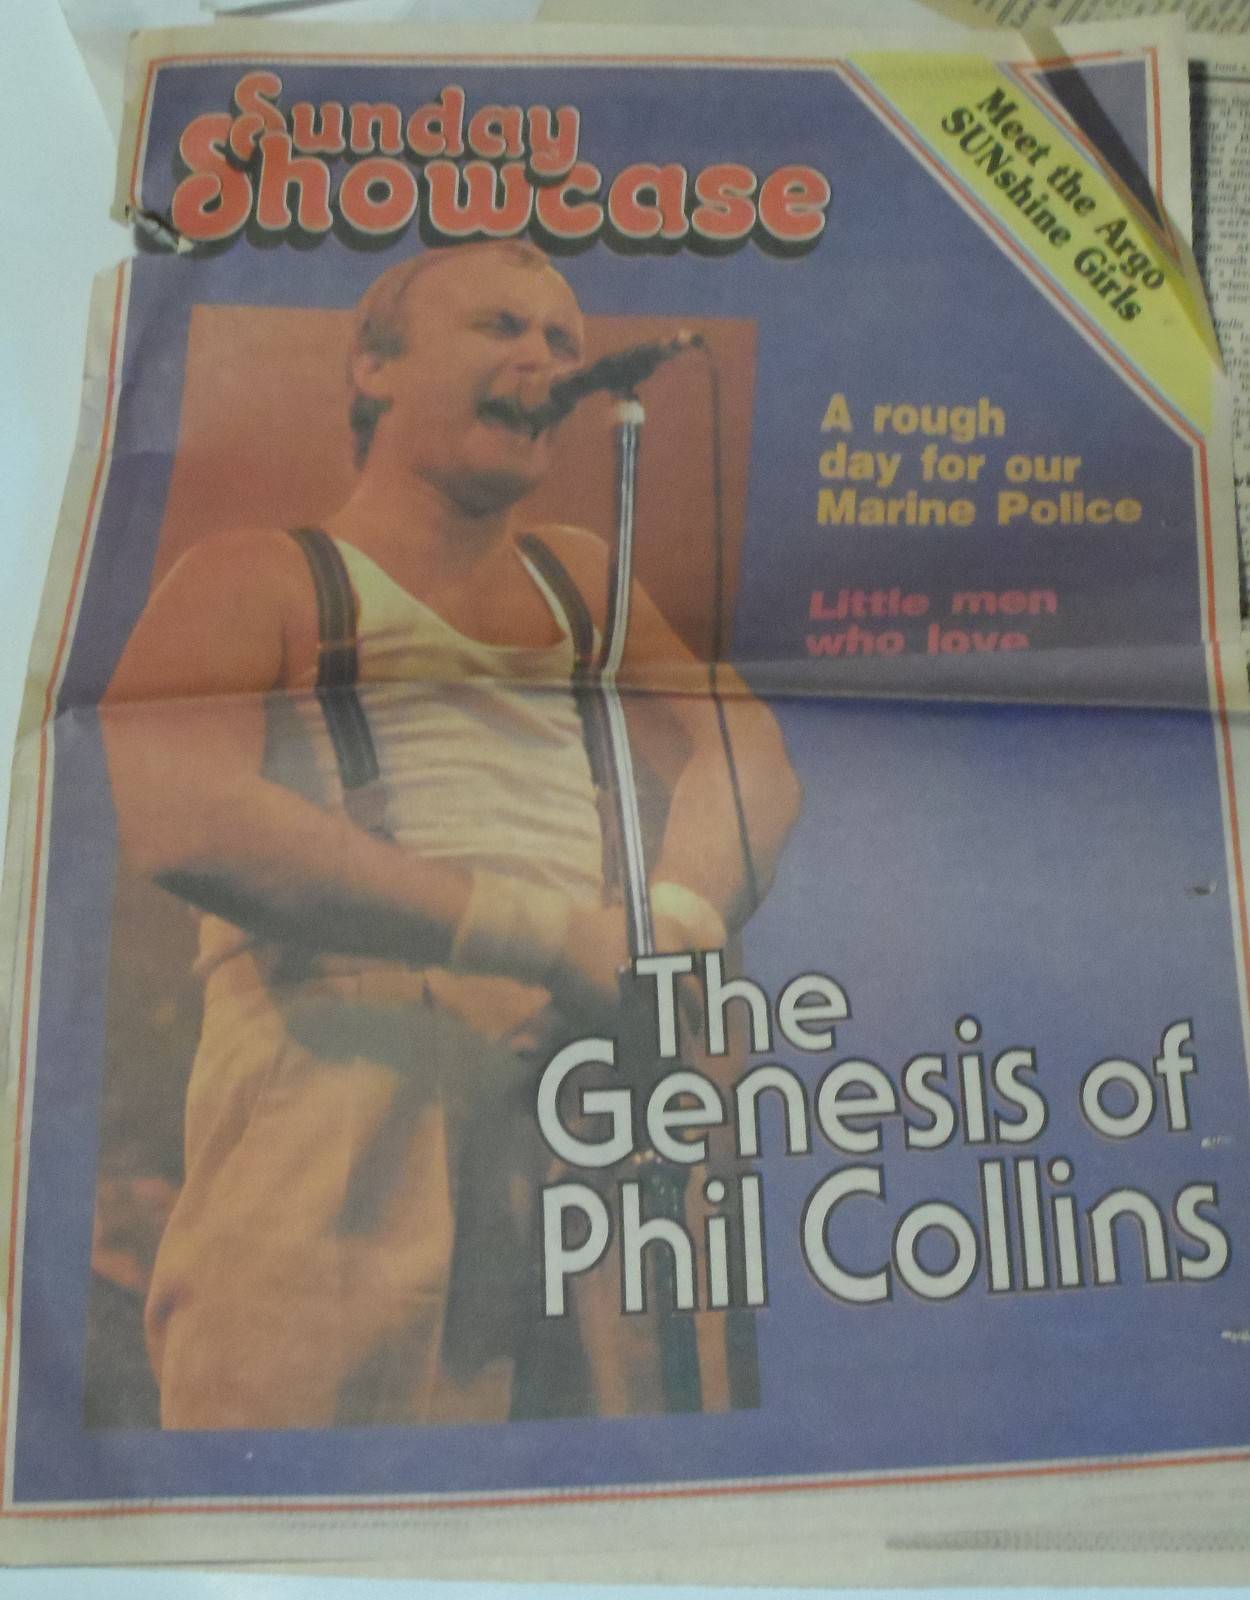 Sunday
Showcase
Meet the Argo
SUNshine Girls
A rough
day for our
Marine Police
Little men
who love
The
Genesis of
Phil Collins